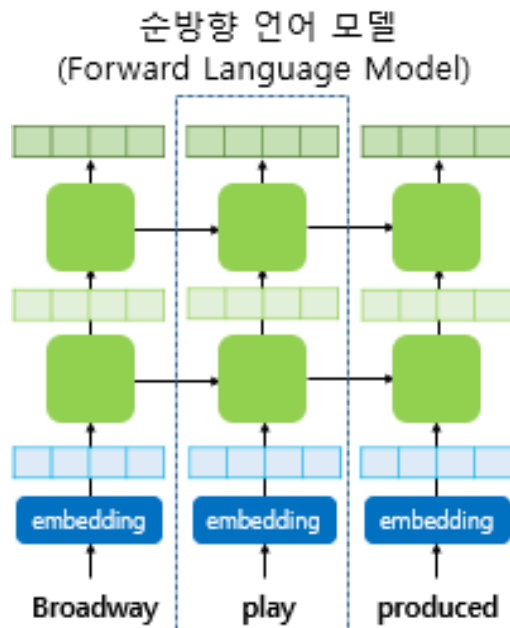 순방향 언어 모델
(Forward Language Model)
embedding embedding embedding
Broadway play produced